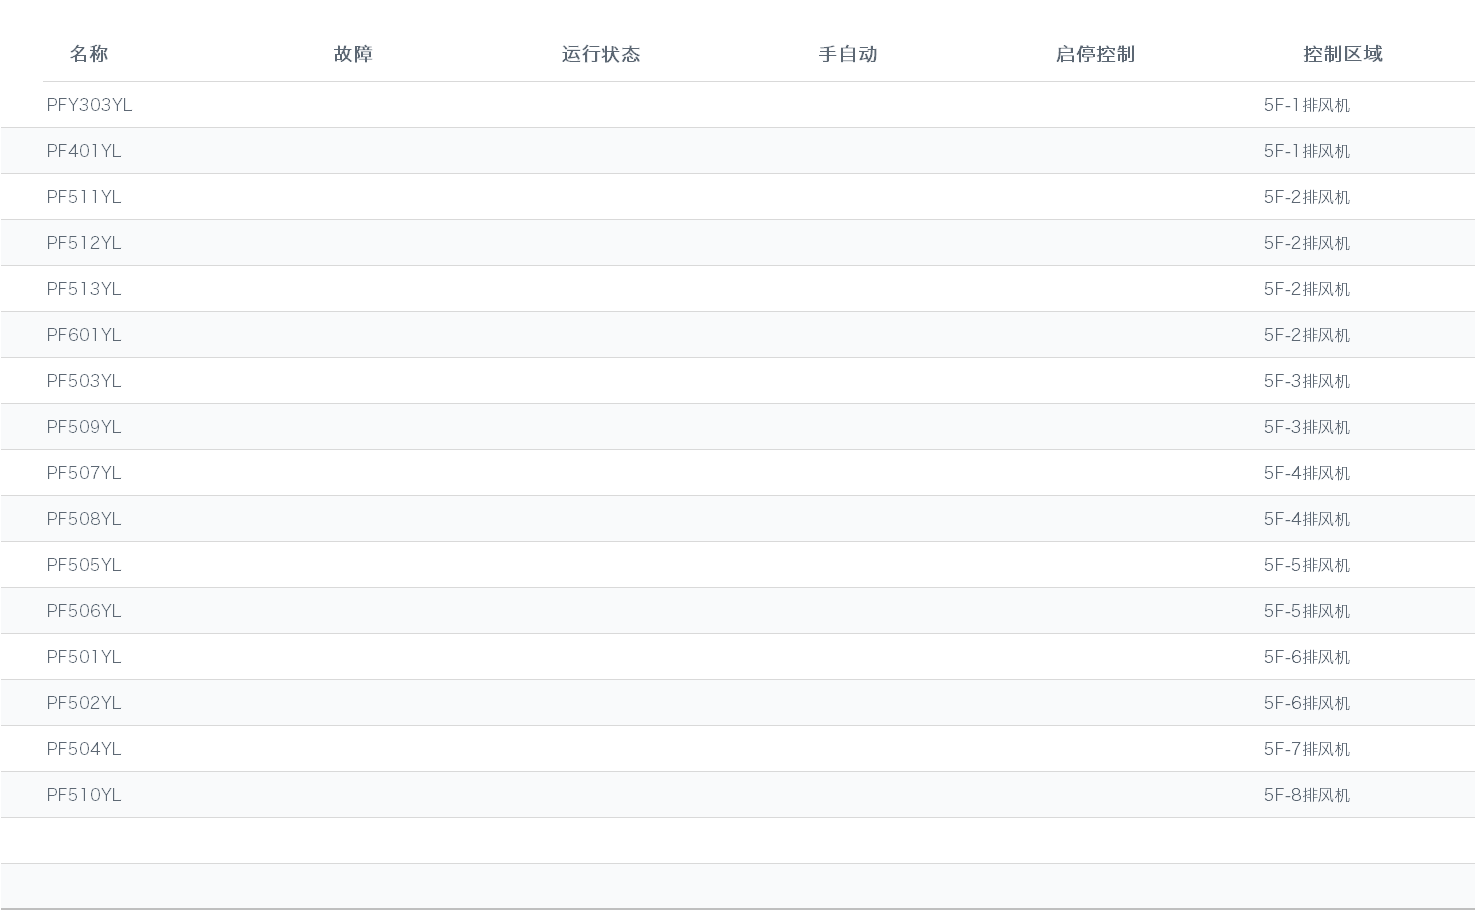 名称 故障 运行状态 手自动 启停控制 控制区域
PFY303YL 5F-1排风机
PF401YL 5F-1排风机
PF511YL 5F-2排风机
PF512YL 5F-2排风机
PF513YL 5F-2排风机
PF601YL 5F-2排风机
PF503YL 5F-3排风机
PF509YL 5F-3排风机
PF507YL 5F-4排风机
PF508YL 5F-4排风机
PF505YL 5F-5排风机
PF506YL 5F-5排风机
PF501YL 5F-6排风机
PF502YL 5F-6排风机
PF504YL 5F-7排风机
PF510YL 5F-8排风机